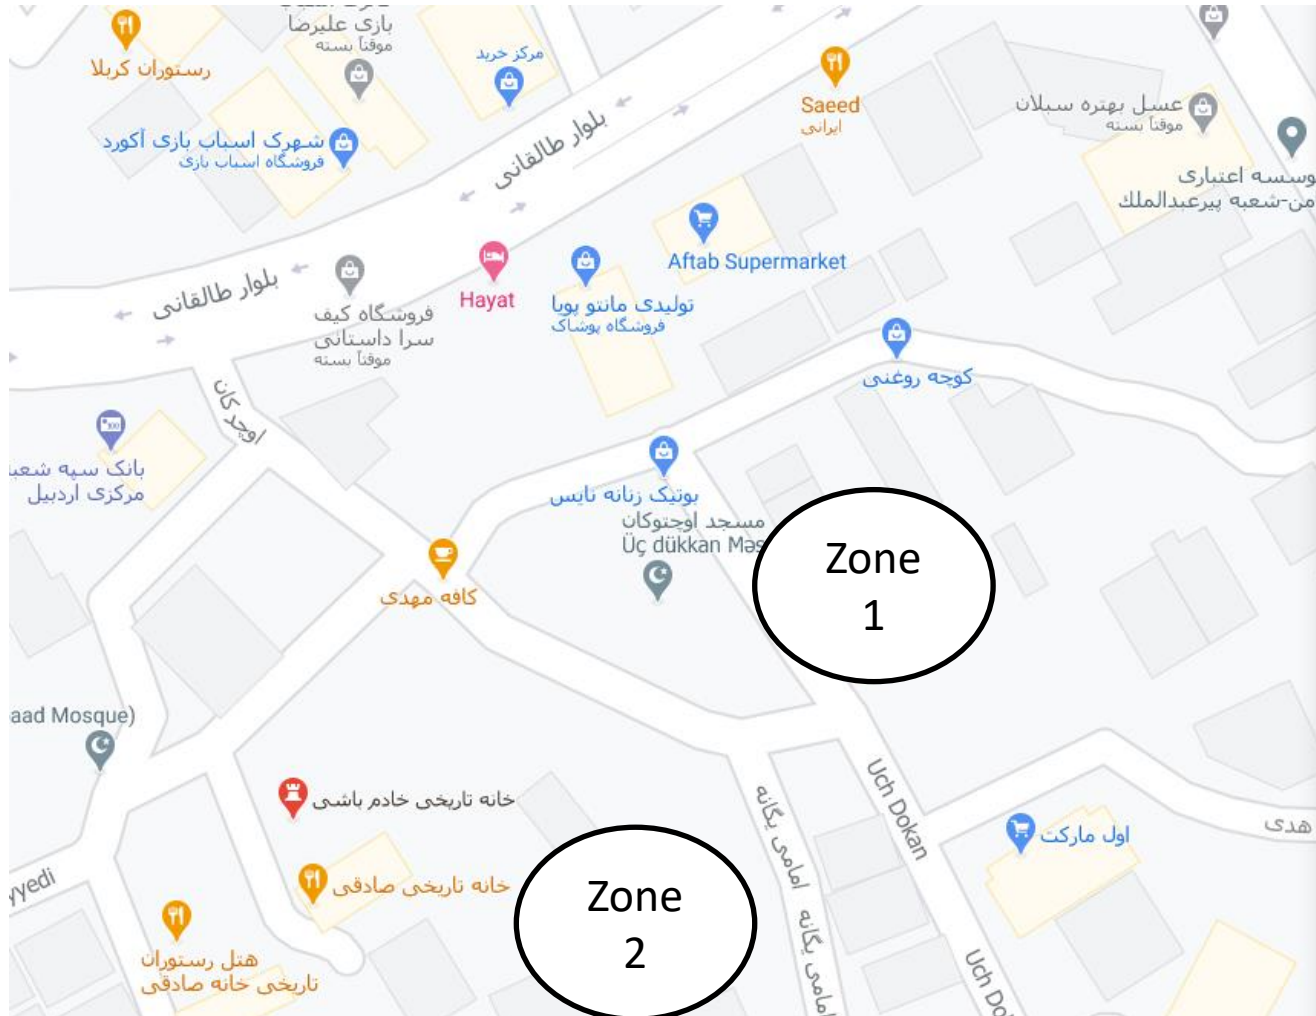 بازی علیرضا
موقتاً بسته
رستوران کربلا
مرکز خرید
Saeed
ایرانی
عسل بهتره سبلان
موقتاً بسته
شهرک اسباب بازی آکورد
فروشگاه اسباب بازی
بلوار طالقانی
وسسه اعتباری
من-شعبه پیرعبدالملك
Aftab Supermarket
بلوار طالقانی
Hayat
تولیدی مانتو پویا
فروشگاه پوشاک
فروشگاه کیف
سرا داستانی
موقتاً بسته
کوچه روغنی
اوچدکان
بانک سپه شعب
مرکزی اردبیل
بوتیک زنانه نایس
مسجد اوچتوکان
Üç dükkan Məs
Zone
1
کافه مهدی
aad Mosque)
خانه تاریخی خادم باشی
Uch Dokan
امامی یگانه
هدی
اول مارکت
خانه تاریخی صادقی
Zone
2
yyedi
امامی یگانه
هتل رستوران
تاریخی خانه صادقی
Uch Do